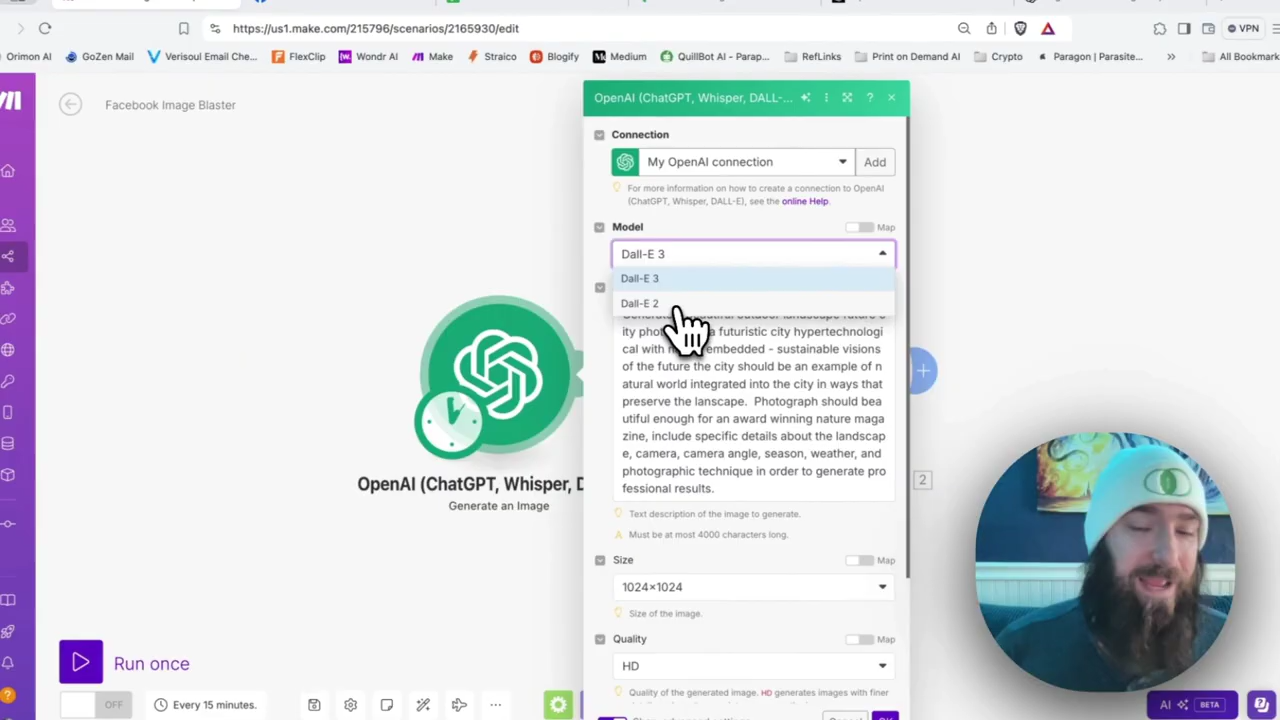 https://us1.make.com/215796/scenarios/2165930/edit
VPN
Orimon AI
GoZen Mail
Verisoul Email Che...
FlexClip
Wondr AI
Make
Straico
Blogify
Medium
QuillBot AI - Parap...
RefLinks
Print on Demand AI
Crypto
Paragon | Parasite...
»
All Bookmark
Facebook Image Blaster
OpenAI (ChatGPT, Whisper, DALL-...
Connection
My OpenAI connection
Add
For more information on how to create a connection to OpenAI
(ChatGPT, Whisper, DALL-E), see the online Help.
Model
Map
Dall-E 3
Dall-E 3
Dall-E 2
ity pho a futuristic city hypertechnologi
cal with embedded - sustainable visions
of the future the city should be an example of n
atural world integrated into the city in ways that
preserve the lanscape. Photograph should bea
utiful enough for an award winning nature maga
zine, include specific details about the landscap
e, camera, camera angle, season, weather, and
photographic technique in order to generate pro
fessional results.
Text description of the image to generate.
Must be at most 4000 characters long.
Size
Map
1024×1024
Size of the image.
Quality
Map
HD
Quality of the generated image. HD generates images with finer
OpenAI (ChatGPT, Whisper, D
Generate an Image
2
Run once
OFF
Every 15 minutes.
AI BETA